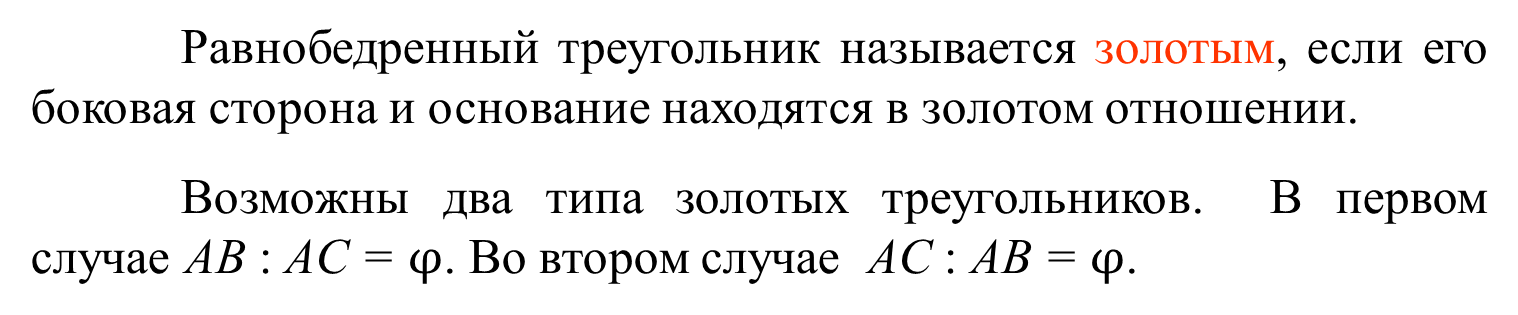 Равнобедренный треугольник называется золотым, если его
боковая сторона и основание находятся в золотом отношении.
Возможны два типа золотых треугольников. В первом
случае AB : AC = φ. Во втором случае AC : AB = φ.